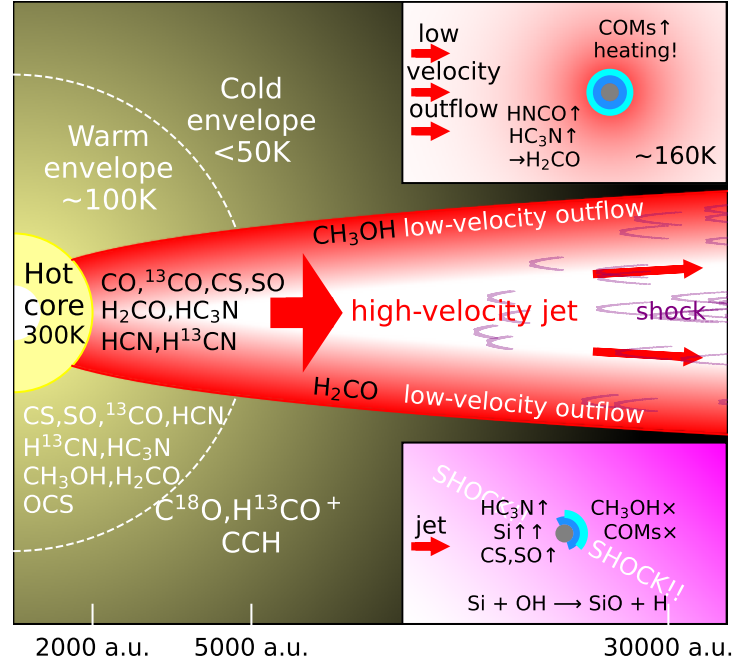 low
velocity
outflow
COMs↑
heating!
HNCO↑
HC₃N↑
→H₂CO
~160K
Cold
envelope
<50K
Warm
envelope
~100K
Hot
core
300K
CO,¹³CO,CS,SO
H₂CO,HC₃N
HCN,H¹³CN
CH₃OH low-velocity outflow
high-velocity jet
shock
H₂CO low-velocity outflow
CS,SO,¹³CO,HCN
H¹³CN,HC₃N
CH₃OH,H₂CO
OCS
C¹⁸O,H¹³CO⁺
CCH
SHOCK!!
jet
HC₃N↑
Si↑↑
CS,SO↑
CH₃OH×
COMs×
SHOCK!!
Si + OH ⟶ SiO + H
2000 a.u. 5000 a.u. 30000 a.u.